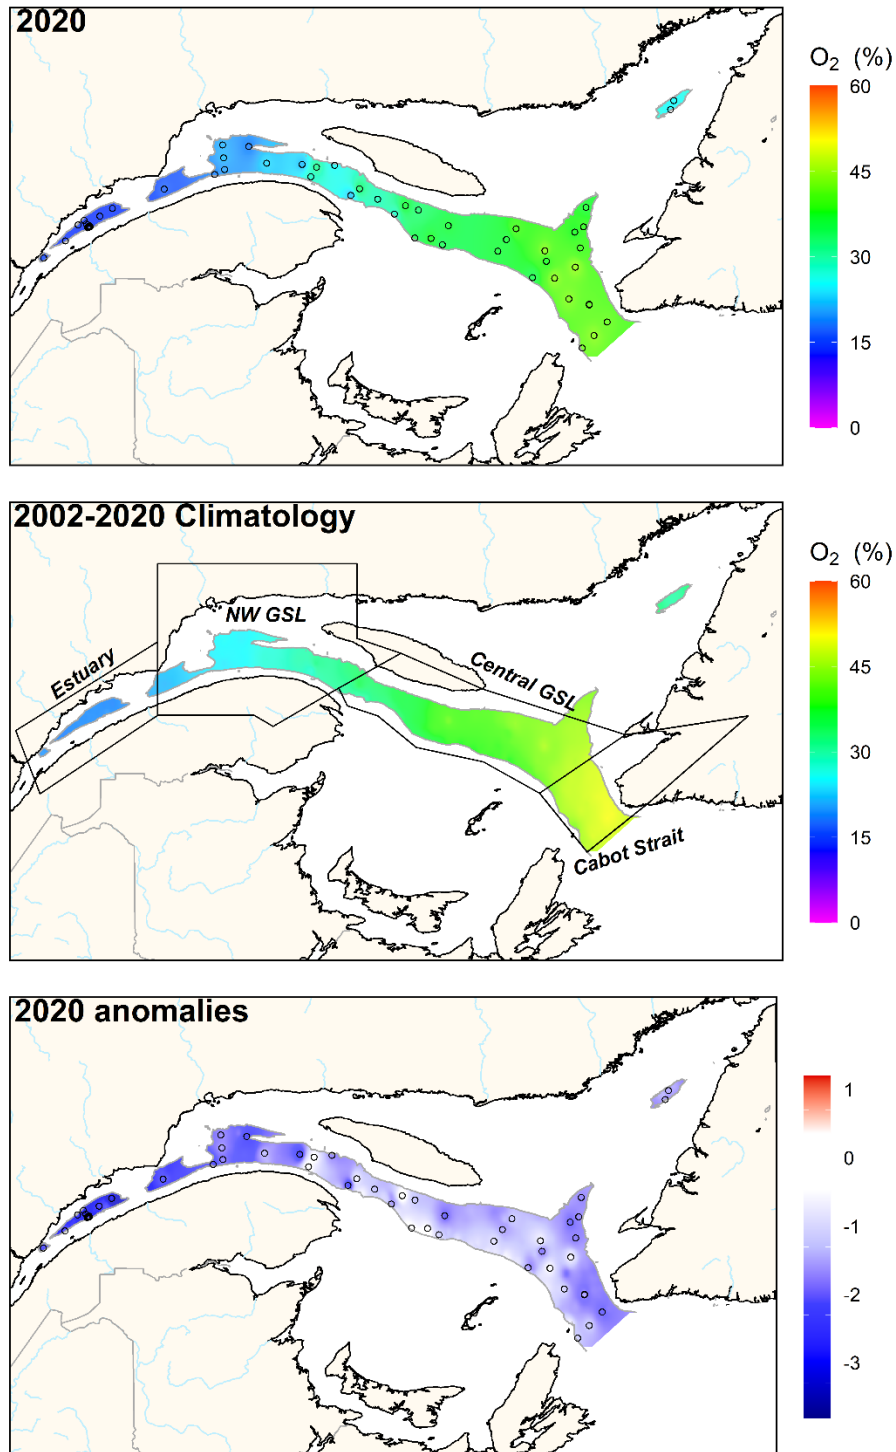 2020
O₂ (%)
60
45
30
15
0
2002-2020 Climatology
NW GSL
Estuary
Central GSL
Cabot Strait
O₂ (%)
60
45
30
15
0
2020 anomalies
1
0
-1
-2
-3